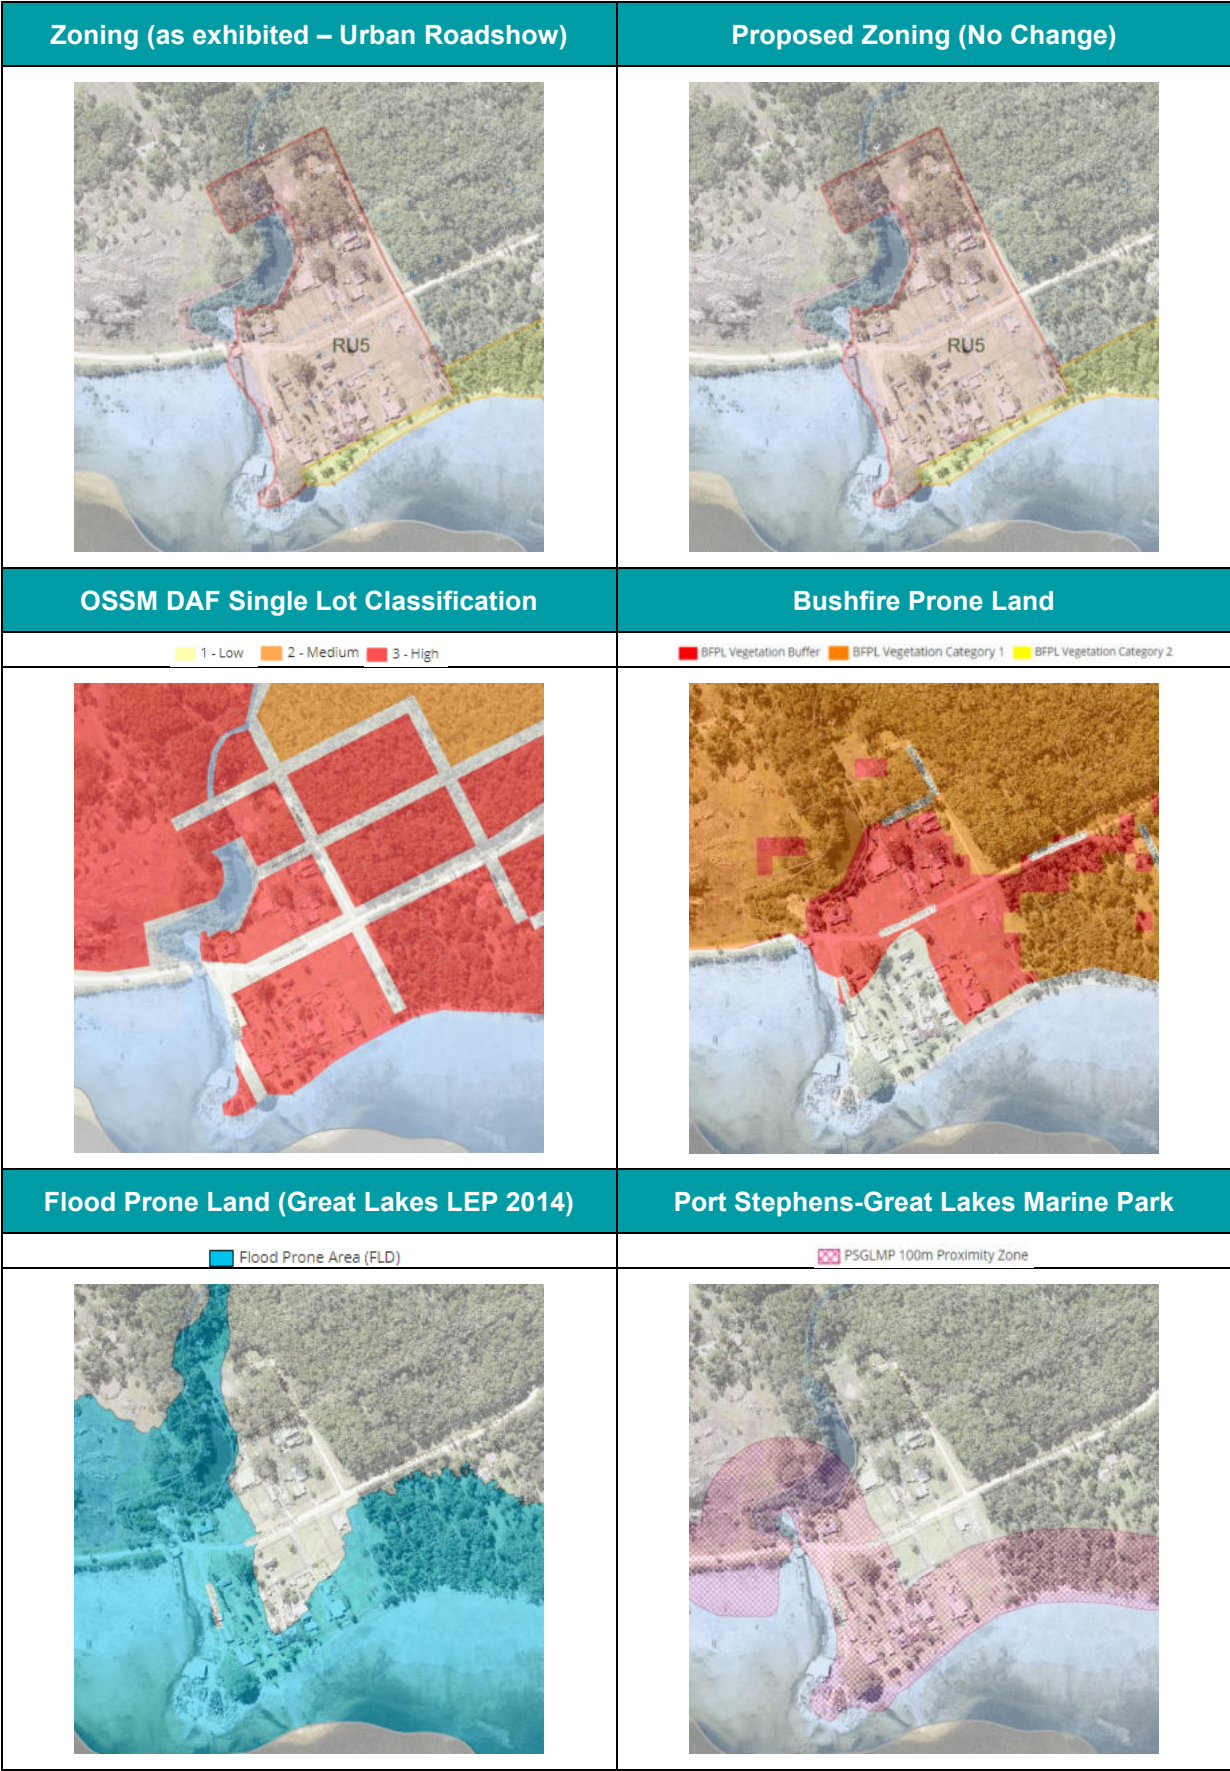 Zoning (as exhibited – Urban Roadshow)
Proposed Zoning (No Change)
RU5
RU5
OSSM DAF Single Lot Classification
Bushfire Prone Land
1 - Low 2 - Medium 3 - High
BFPL Vegetation Buffer BFPL Vegetation Category 1 BFPL Vegetation Category 2
CHURCH STREET
Flood Prone Land (Great Lakes LEP 2014)
Port Stephens-Great Lakes Marine Park
Flood Prone Area (FLD)
PSGLMP 100m Proximity Zone